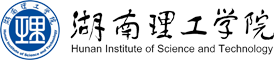 湖南理工学院
Hunan Institute of Science and Technology